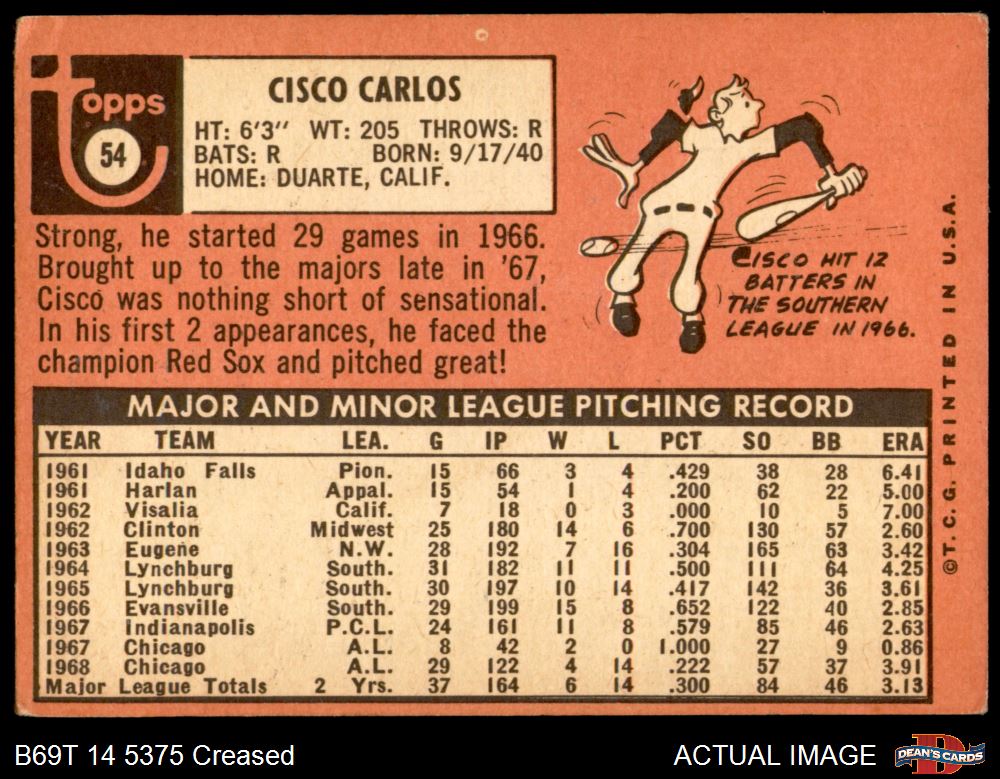 topps
54
CISCO CARLOS
HT: 6'3" WT: 205 THROWS: R
BATS: R BORN: 9/17/40
HOME: DUARTE, CALIF.
Strong, he started 29 games in 1966.
Brought up to the majors late in '67,
Cisco was nothing short of sensational.
In his first 2 appearances, he faced the
champion Red Sox and pitched great!
CISCO HIT 12
BATTERS IN
THE SOUTHERN
LEAGUE IN 1966.
©T. C. G. PRINTED IN U.S.A.
MAJOR AND MINOR LEAGUE PITCHING RECORD
YEAR TEAM LEA. G IP W L PCT SO BB ERA
1961 Idaho Falls Pion. 15 66 3 4 .429 38 28 6.41
1961 Harlan Appal. 15 54 1 4 .200 62 22 5.00
1962 Visalia Calif. 7 18 0 3 .000 10 5 7.00
1962 Clinton Midwest 25 180 14 6 .700 130 57 2.60
1963 Eugene N.W. 28 192 7 16 .304 165 63 3.42
1964 Lynchburg South. 31 182 11 11 .500 111 64 4.25
1965 Lynchburg South. 30 197 10 14 .417 142 36 3.61
1966 Evansville South. 29 199 15 8 .652 122 40 2.85
1967 Indianapolis P.C.L. 24 161 11 8 .579 85 46 2.63
1967 Chicago A.L. 8 42 2 0 1.000 27 9 0.86
1968 Chicago A.L. 29 122 4 14 .222 57 37 3.91
Major League Totals 2 Yrs. 37 164 6 14 .300 84 46 3.13
B69T 14 5375 Creased
ACTUAL IMAGE
DEAN'S CARDS